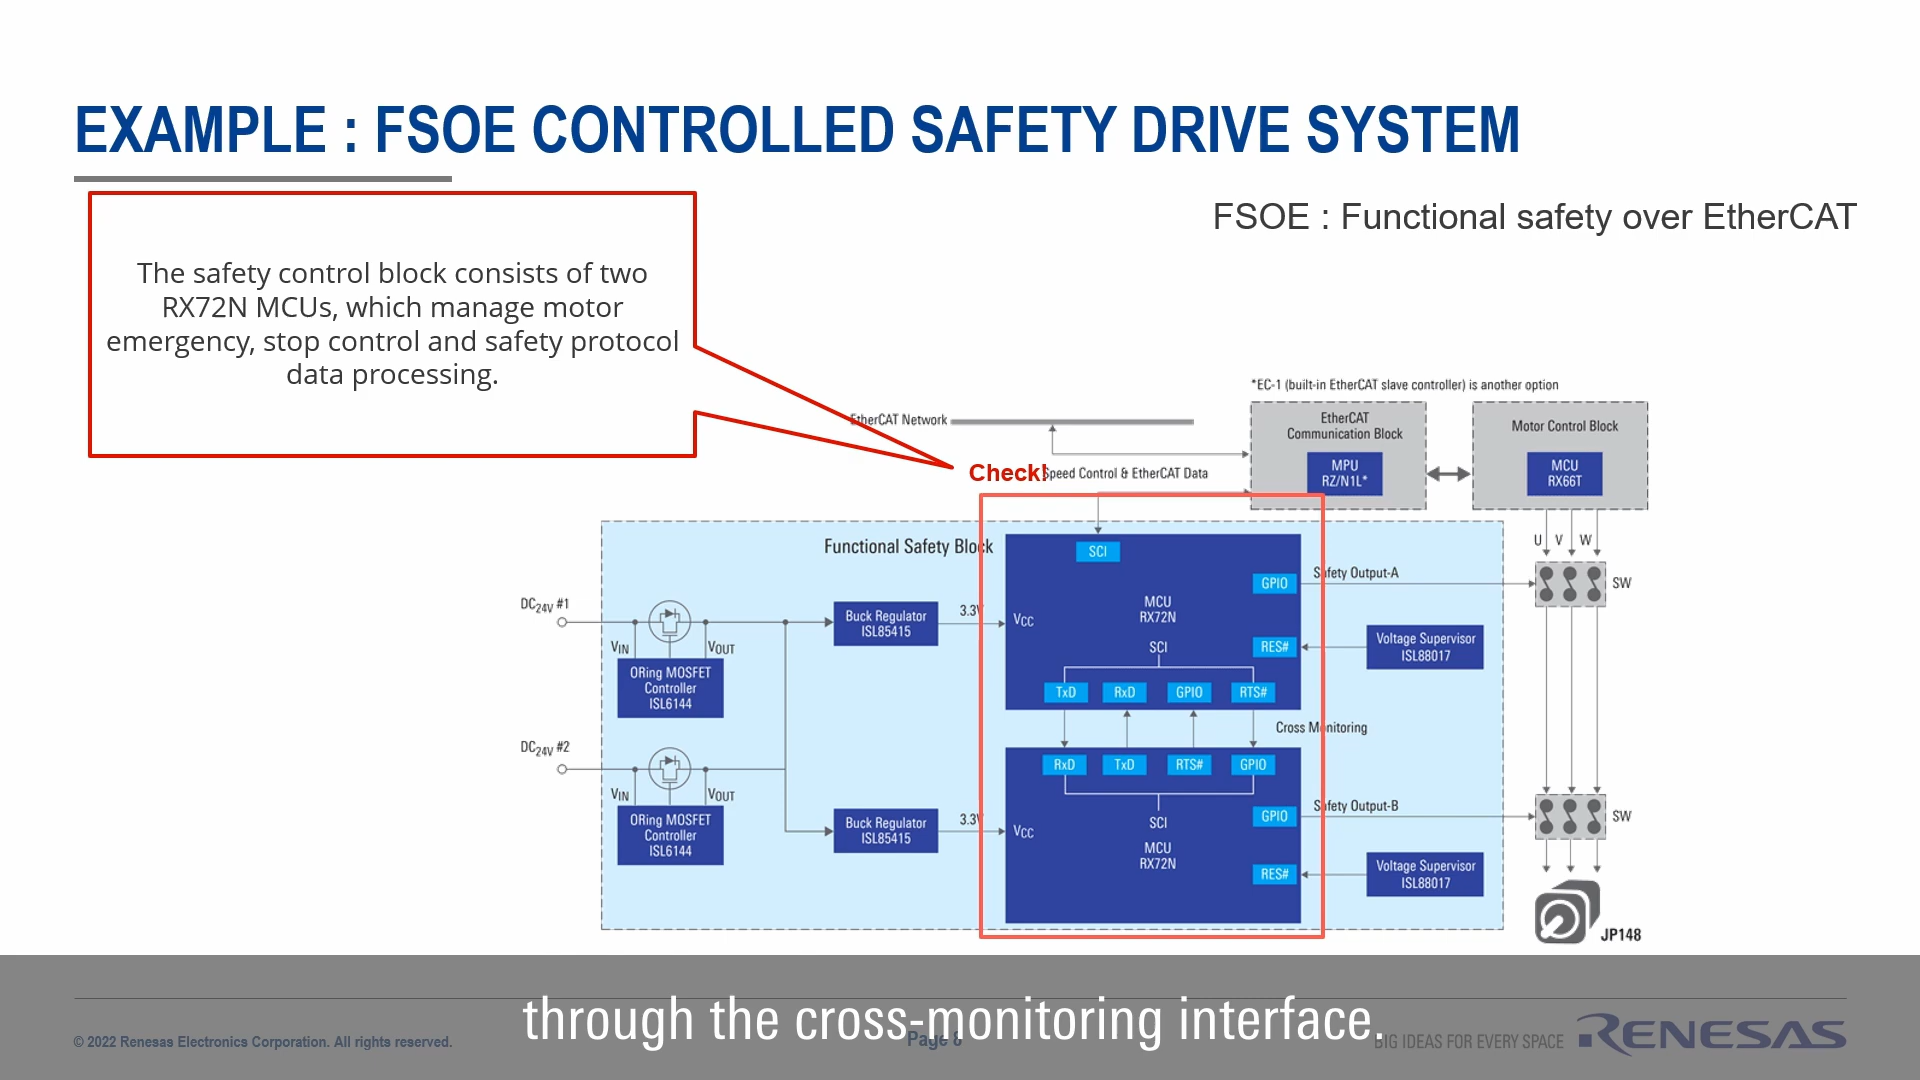 EXAMPLE : FSOE CONTROLLED SAFETY DRIVE SYSTEM
FSOE : Functional safety over EtherCAT
The safety control block consists of two
RX72N MCUs, which manage motor
emergency, stop control and safety protocol
data processing.
*EC-1 (built-in EtherCAT slave controller) is another option
EtherCAT Network
EtherCAT
Communication Block
MPU
RZ/N1L*
Motor Control Block
MCU
RX66T
Check!
Speed Control & EtherCAT Data
Functional Safety Block
U V W
SW
SCI
GPIO
Safety Output-A
DC24V #1
VIN
VOUT
ORing MOSFET
Controller
ISL6144
Buck Regulator
ISL85415
3.3V
VCC
MCU
RX72N
SCI
RES#
Voltage Supervisor
ISL88017
TxD
RxD
GPIO
RTS#
Cross Monitoring
DC24V #2
VIN
VOUT
ORing MOSFET
Controller
ISL6144
Buck Regulator
ISL85415
3.3V
VCC
RxD
TxD
RTS#
GPIO
SCI
MCU
RX72N
GPIO
Safety Output-B
SW
RES#
Voltage Supervisor
ISL88017
JP148
through the cross-monitoring interface.
© 2022 Renesas Electronics Corporation. All rights reserved.
Page 8
BIG IDEAS FOR EVERY SPACE
RENESAS